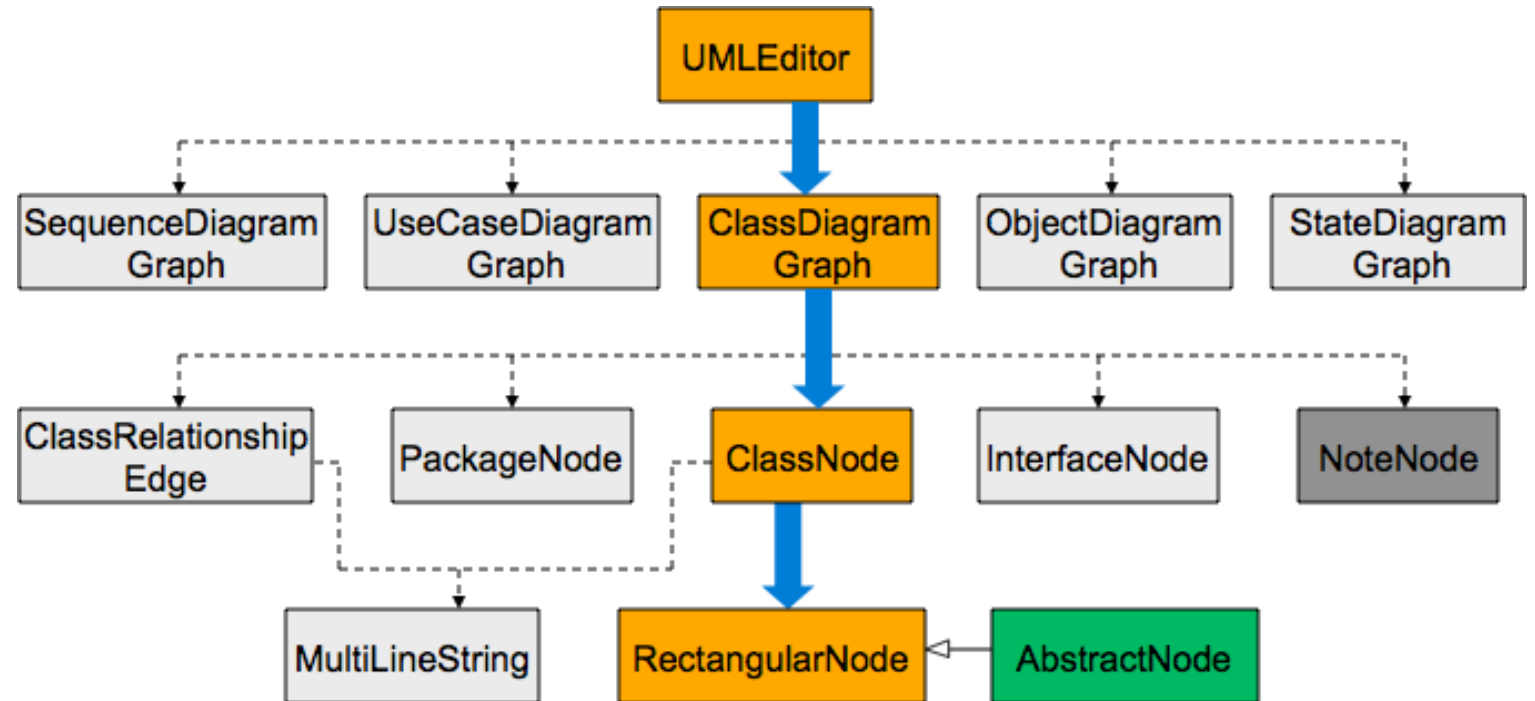 UMLEditor
SequenceDiagram
Graph
UseCaseDiagram
Graph
ClassDiagram
Graph
ObjectDiagram
Graph
StateDiagram
Graph
ClassRelationship
Edge
PackageNode
ClassNode
InterfaceNode
NoteNode
MultiLineString
RectangularNode
AbstractNode